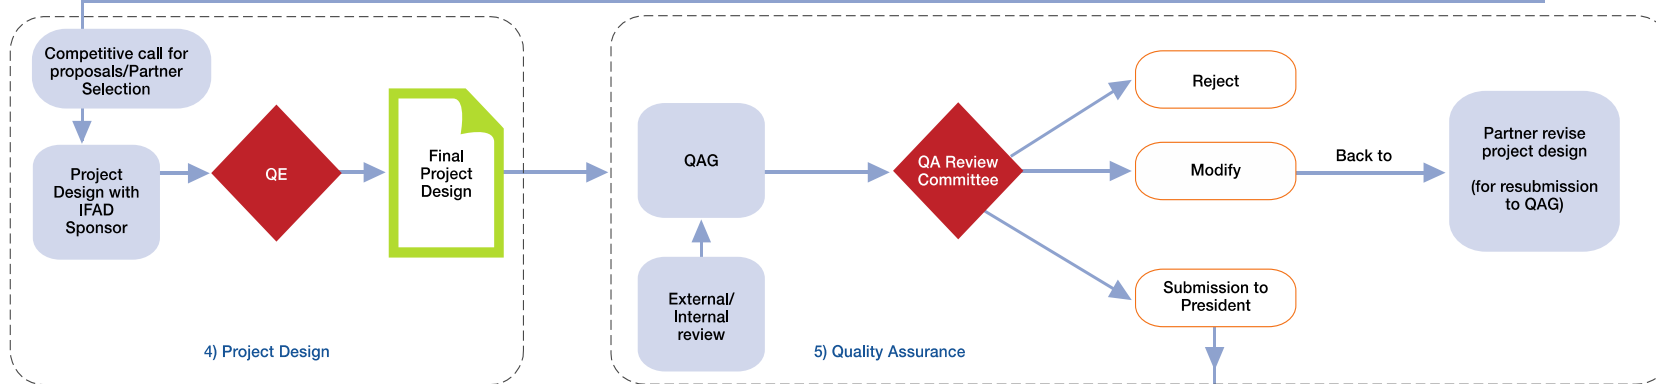 Competitive call for
proposals/Partner
Selection
Project
Design with
IFAD
Sponsor
QE
Final
Project
Design
4) Project Design
QAG
External/
Internal
review
QA Review
Committee
Reject
Modify
Submission to
President
Back to
Partner revise
project design
(for resubmission
to QAG)
5) Quality Assurance